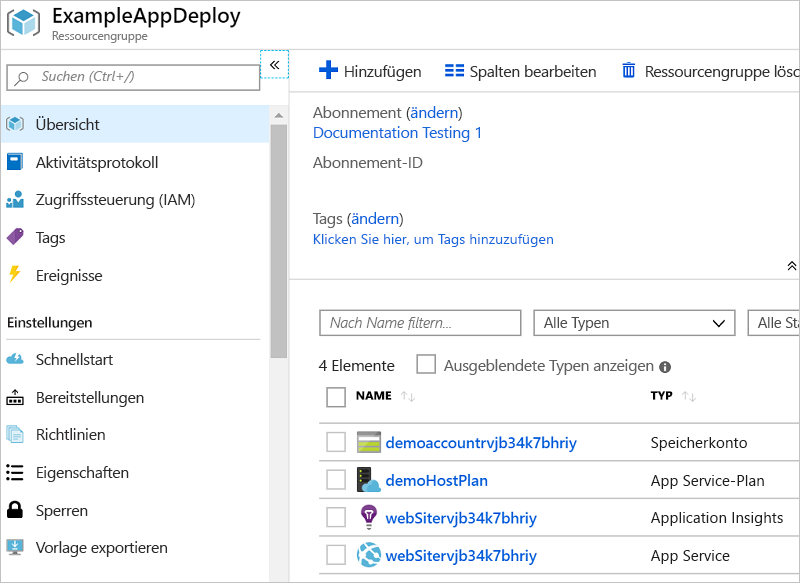 ExampleAppDeploy
Ressourcengruppe
Suchen (Ctrl+/)
Übersicht
Aktivitätsprotokoll
Zugriffssteuerung (IAM)
Tags
Ereignisse
Einstellungen
Schnellstart
Bereitstellungen
Richtlinien
Eigenschaften
Sperren
Vorlage exportieren
Hinzufügen Spalten bearbeiten Ressourcengruppe lösc
Abonnement (ändern)
Documentation Testing 1
Abonnement-ID
Tags (ändern)
Klicken Sie hier, um Tags hinzuzufügen
Nach Name filtern... Alle Typen Alle Sta
4 Elemente Ausgeblendete Typen anzeigen
NAME TYP
demoaccountrvjb34k7bhriy Speicherkonto
demoHostPlan App Service-Plan
webSitervjb34k7bhriy Application Insights
webSitervjb34k7bhriy App Service